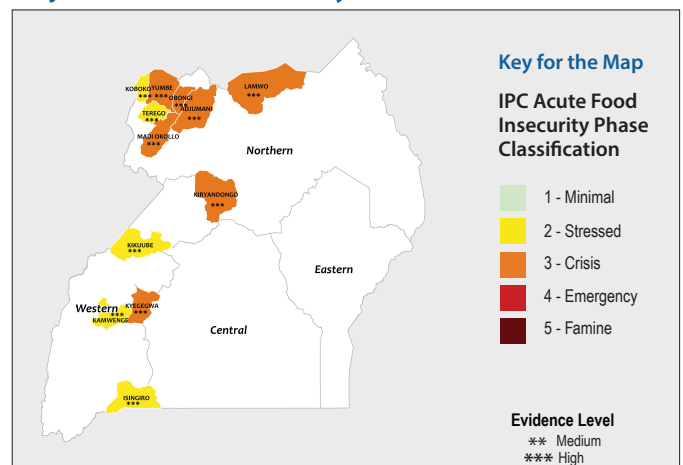 Key for the Map
IPC Acute Food
Insecurity Phase
Classification
1 - Minimal
2 - Stressed
3 - Crisis
4 - Emergency
5 - Famine
Evidence Level
** Medium
*** High
KOBOKO
***
YUMBE
***
OBONGI
***
ADJUMANI
***
LAMWO
***
TEREGO
***
MADI OKOLLO
***
Northern
KIRYANDONGO
***
KIKUUBE
***
Eastern
Western
KYEGEGWA
***
KAMWENGE
***
Central
ISINGIRO
***